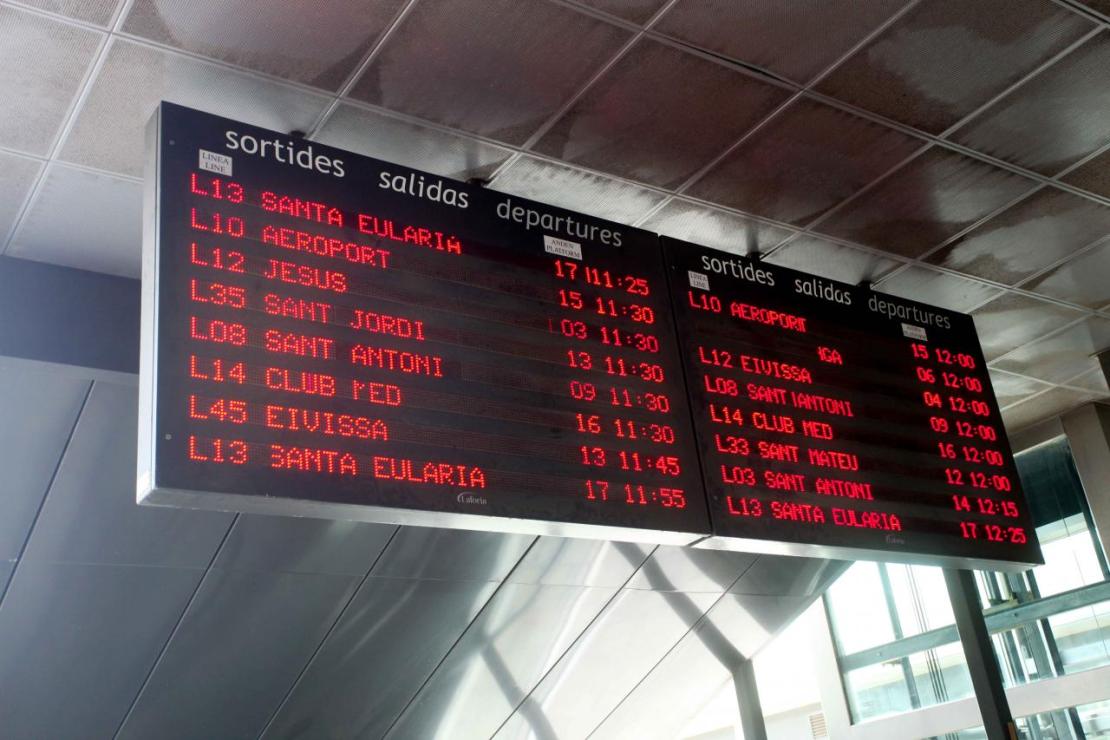 sortides salidas departures
LINEA
LINE
ANDEN
PLATFORM
L13 SANTA EULARIA 17 11:25
L10 AEROPORT 15 11:30
L12 JESUS 03 11:30
L35 SANT JORDI 13 11:30
L08 SANT ANTONI 09 11:30
L14 CLUB MED 16 11:30
L45 EIVISSA 13 11:45
L13 SANTA EULARIA 17 11:55
sortides salidas departures
LINEA
LINE
L10 AEROPORT 15 12:00
06 12:00
L12 EIVISSA 04 12:00
L08 SANT ANTONI 09 12:00
L14 CLUB MED 16 12:00
L33 SANT MATEU 12 12:00
L03 SANT ANTONI 14 12:15
L13 SANTA EULARIA 17 12:25